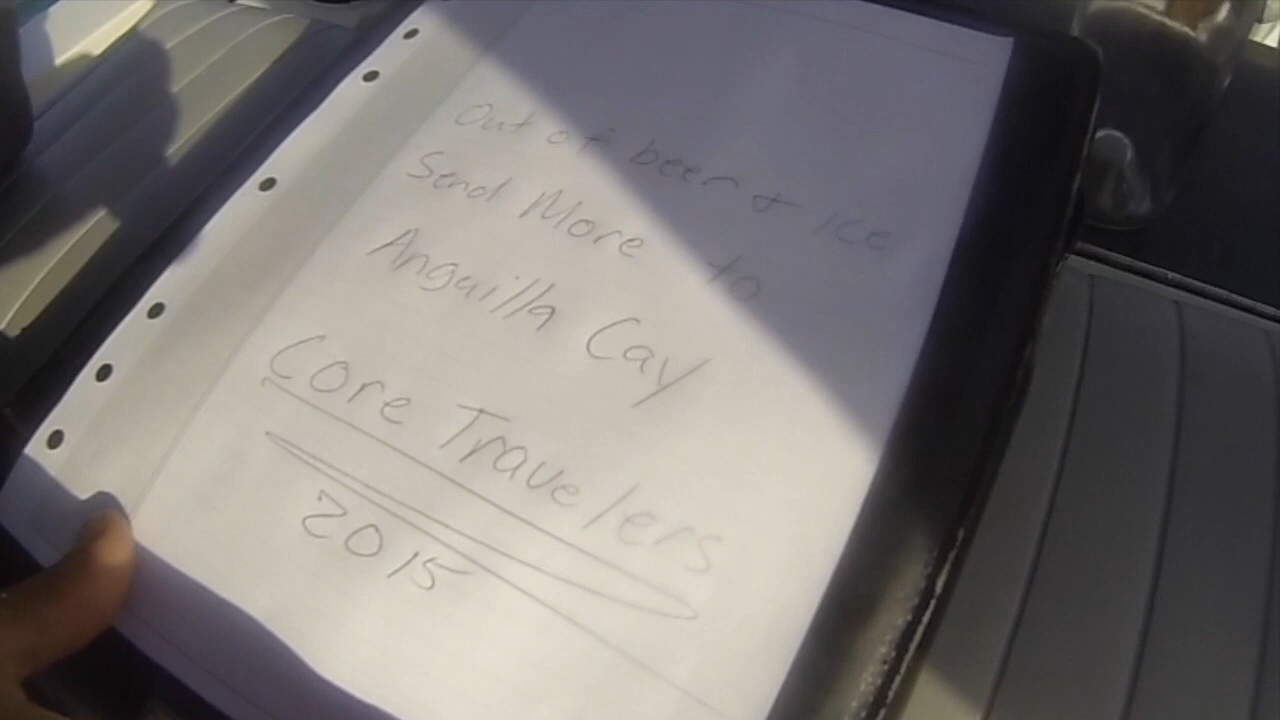 Out of beer & ICE
Send More to
Anguilla Cay
Core Travelers
2015